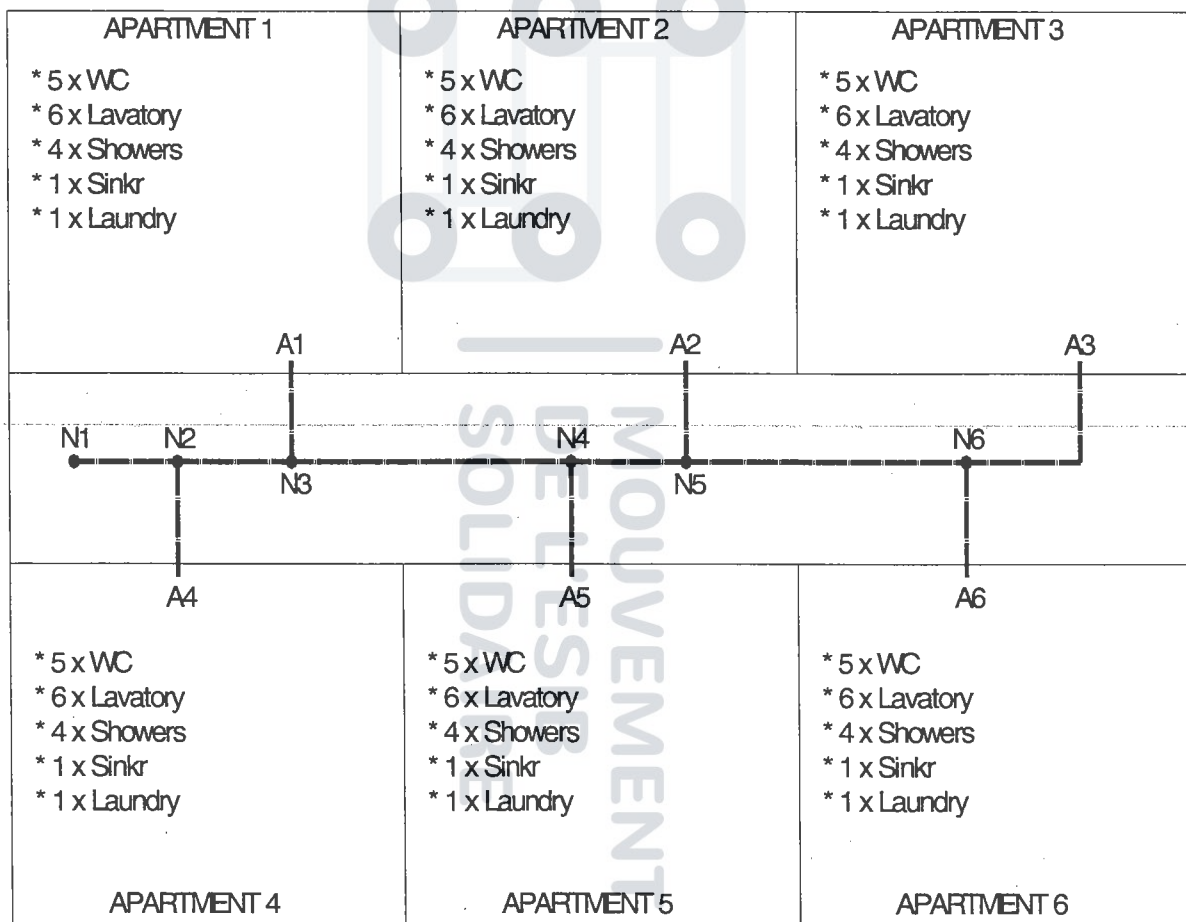 APARTMENT 1
* 5 x WC
* 6 x Lavatory
* 4 x Showers
* 1 x Sinkr
* 1 x Laundry
APARTMENT 2
* 5 x WC
* 6 x Lavatory
* 4 x Showers
* 1 x Sinkr
* 1 x Laundry
APARTMENT 3
* 5 x WC
* 6 x Lavatory
* 4 x Showers
* 1 x Sinkr
* 1 x Laundry
A1
A2
A3
N1
N2
N3
N4
N5
N6
A4
A5
A6
* 5 x WC
* 6 x Lavatory
* 4 x Showers
* 1 x Sinkr
* 1 x Laundry
APARTMENT 4
* 5 x WC
* 6 x Lavatory
* 4 x Showers
* 1 x Sinkr
* 1 x Laundry
APARTMENT 5
* 5 x WC
* 6 x Lavatory
* 4 x Showers
* 1 x Sinkr
* 1 x Laundry
APARTMENT 6
MOUVEMENT
DE L'ESIB
SOLIDAIRE